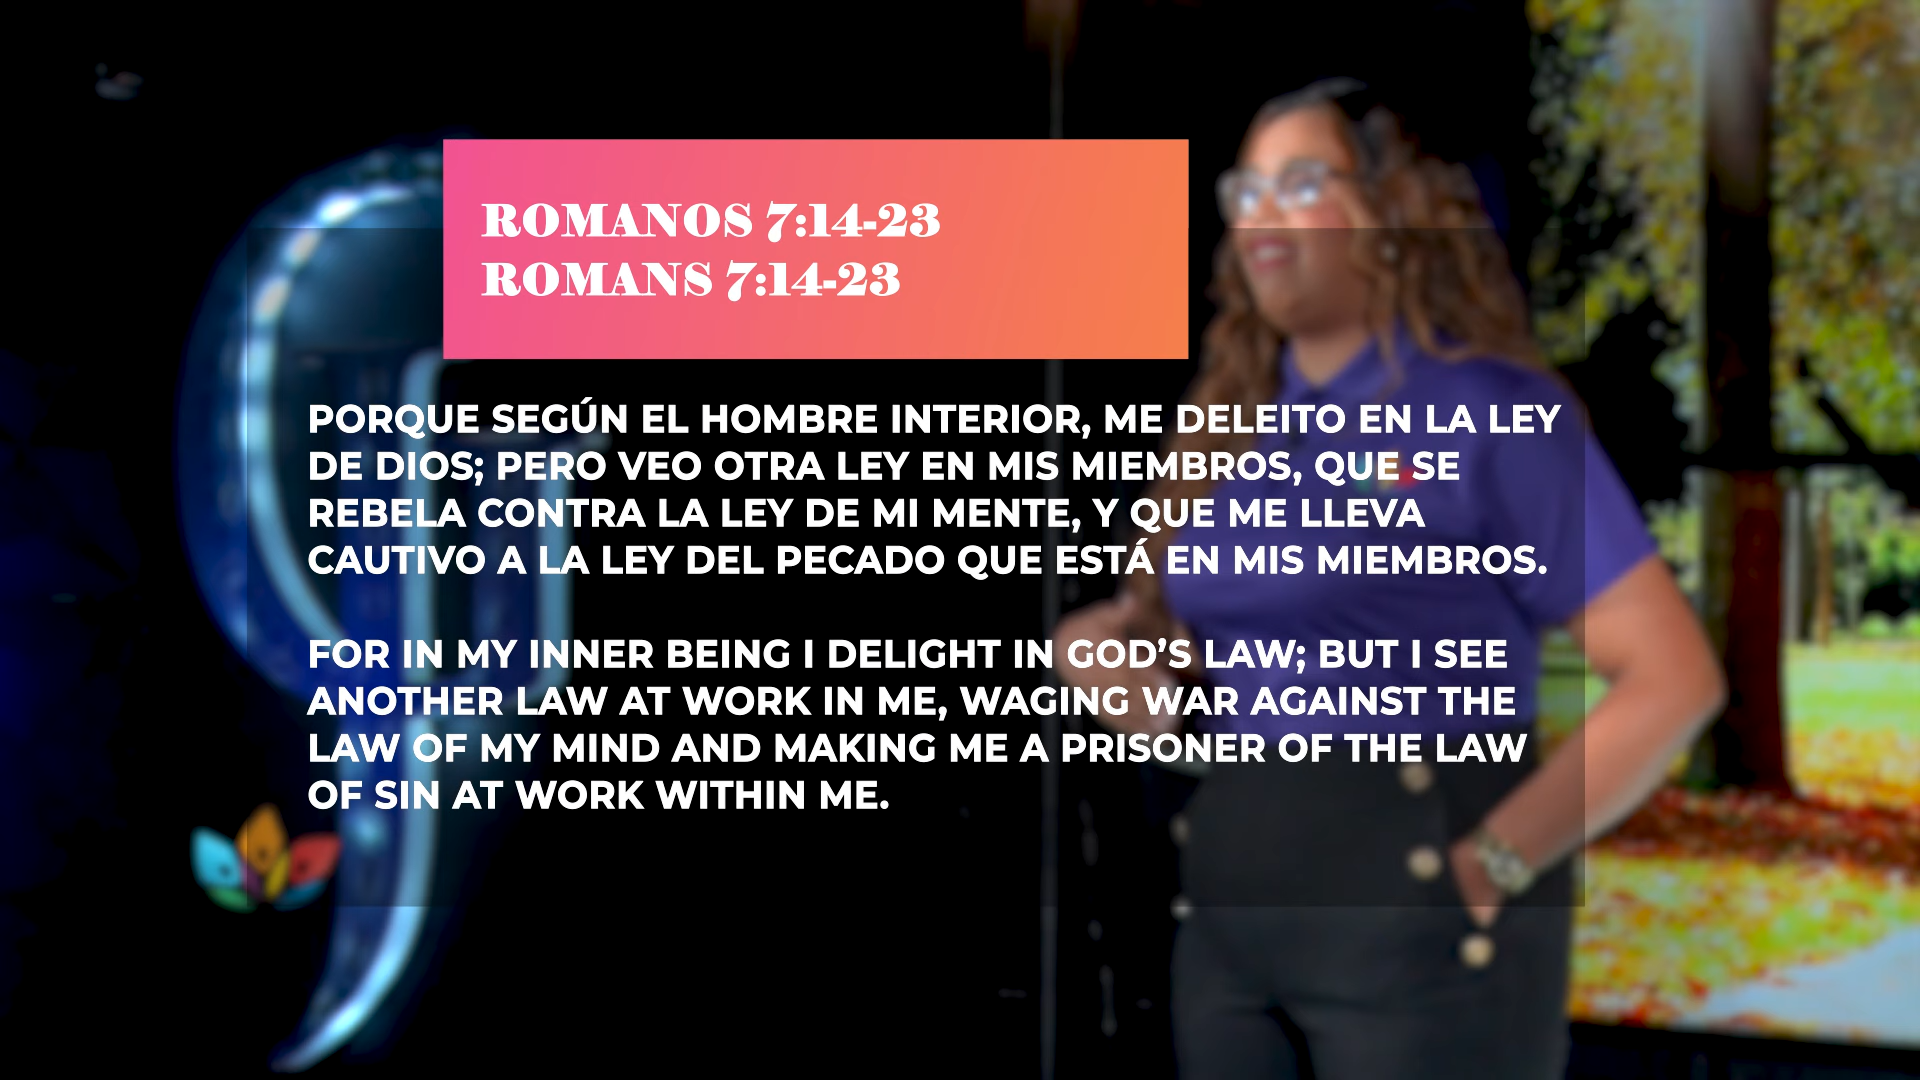 ROMANOS 7:14-23
ROMANS 7:14-23
PORQUE SEGÚN EL HOMBRE INTERIOR, ME DELEITO EN LA LEY
DE DIOS; PERO VEO OTRA LEY EN MIS MIEMBROS, QUE SE
REBELA CONTRA LA LEY DE MI MENTE, Y QUE ME LLEVA
CAUTIVO A LA LEY DEL PECADO QUE ESTÁ EN MIS MIEMBROS.
FOR IN MY INNER BEING I DELIGHT IN GOD’S LAW; BUT I SEE
ANOTHER LAW AT WORK IN ME, WAGING WAR AGAINST THE
LAW OF MY MIND AND MAKING ME A PRISONER OF THE LAW
OF SIN AT WORK WITHIN ME.